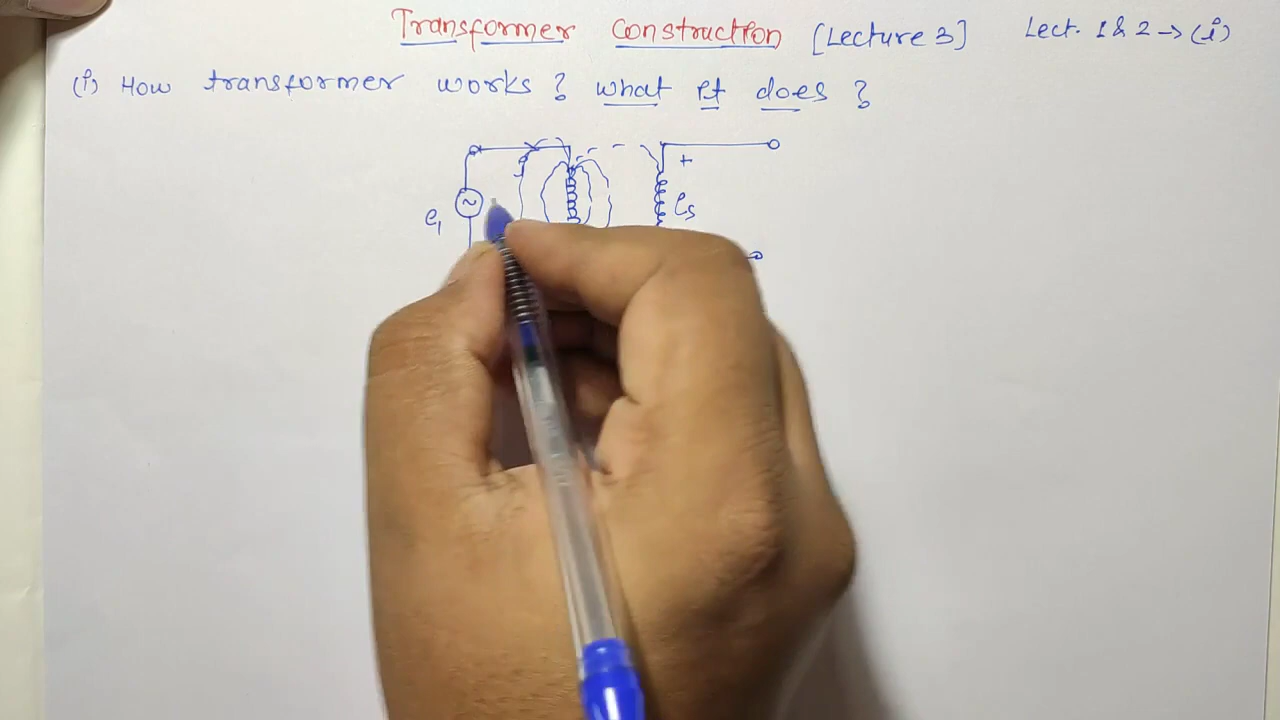 Transformer Construction [Lecture 3] Lect. 1 & 2 → (i)
(i) How transformer works ? what it does ?
+
e1
es